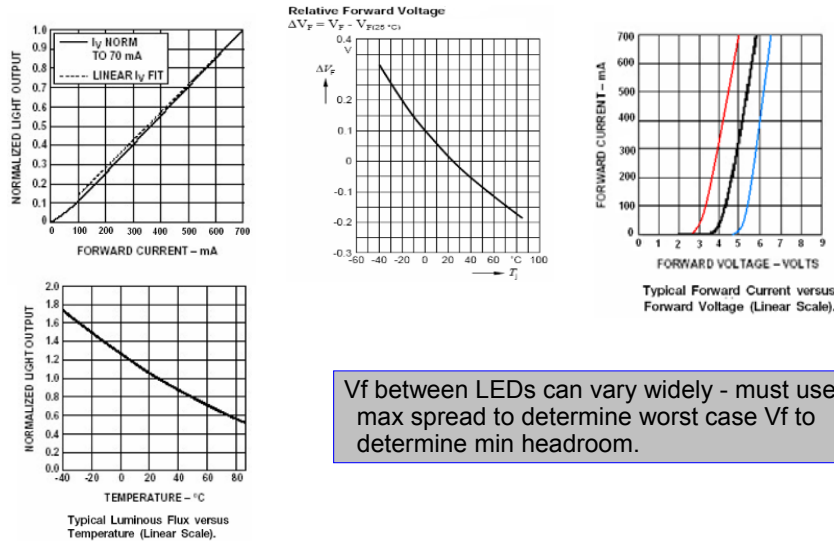 1.0
0.9
0.8
0.7
0.6
0.5
0.4
0.3
0.2
0.1
0
NORMALIZED LIGHT OUTPUT
IV NORM
TO 70 mA
LINEAR IV FIT
0 100 200 300 400 500 600 700
FORWARD CURRENT – mA
Relative Forward Voltage
ΔVF = VF - VF(25 °C)
0.4
V
ΔVF
0.2
0.1
0
-0.1
-0.2
-0.3
-60 -40 -20 0 20 40 60 °C 100
Tj
700
600
500
400
300
200
100
0
FORWARD CURRENT – mA
0 1 2 3 4 5 6 7 8 9
FORWARD VOLTAGE – VOLTS
Typical Forward Current versus
Forward Voltage (Linear Scale).
2.0
1.8
1.6
1.4
1.2
1.0
0.8
0.6
0.4
0.2
0.0
NORMALIZED LIGHT OUTPUT
-40 -20 0 20 40 60 80
TEMPERATURE – °C
Typical Luminous Flux versus
Temperature (Linear Scale).
Vf between LEDs can vary widely - must use
max spread to determine worst case Vf to
determine min headroom.